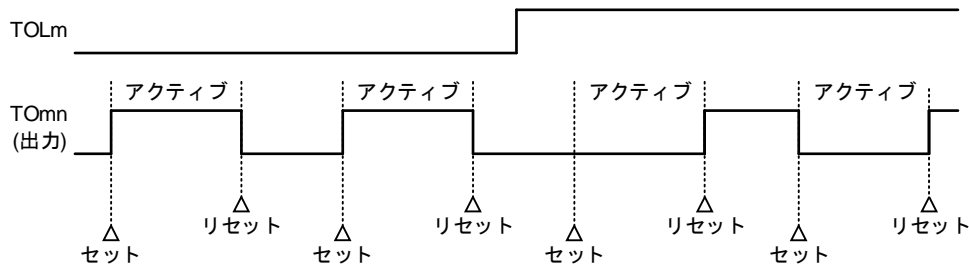 TOLm
アクティブ アクティブ アクティブ アクティブ
TOmn
(出力)
リセット リセット リセット リセット
セット セット セット セット